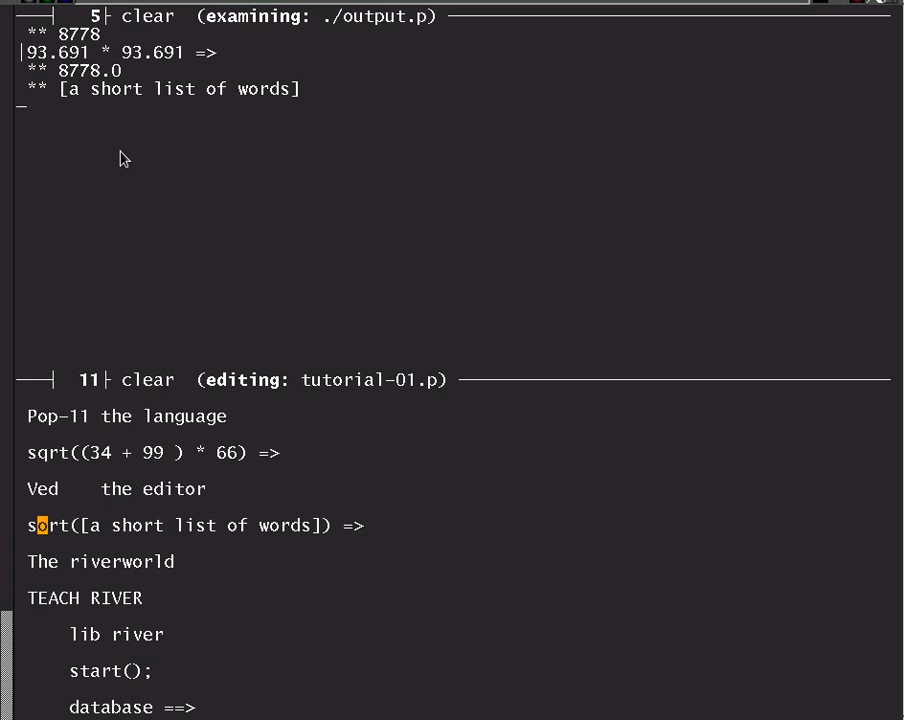 5 clear (examining: ./output.p)
** 8778
|93.691 * 93.691 =>
** 8778.0
** [a short list of words]
11 clear (editing: tutorial-01.p)
Pop-11 the language
sqrt((34 + 99 ) * 66) =>
Ved the editor
sort([a short list of words]) =>
The riverworld
TEACH RIVER
lib river
start();
database ==>